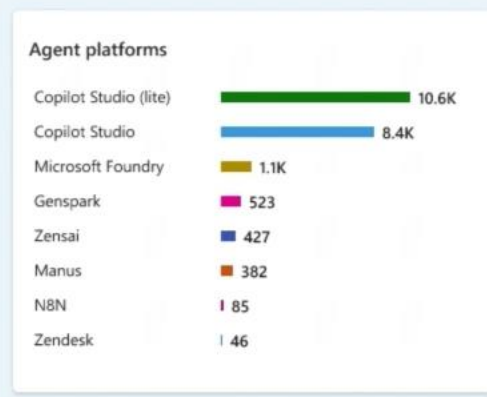 Agent platforms
Copilot Studio (lite) 10.6K
Copilot Studio 8.4K
Microsoft Foundry 1.1K
Genspark 523
Zensai 427
Manus 382
N8N 85
Zendesk 46